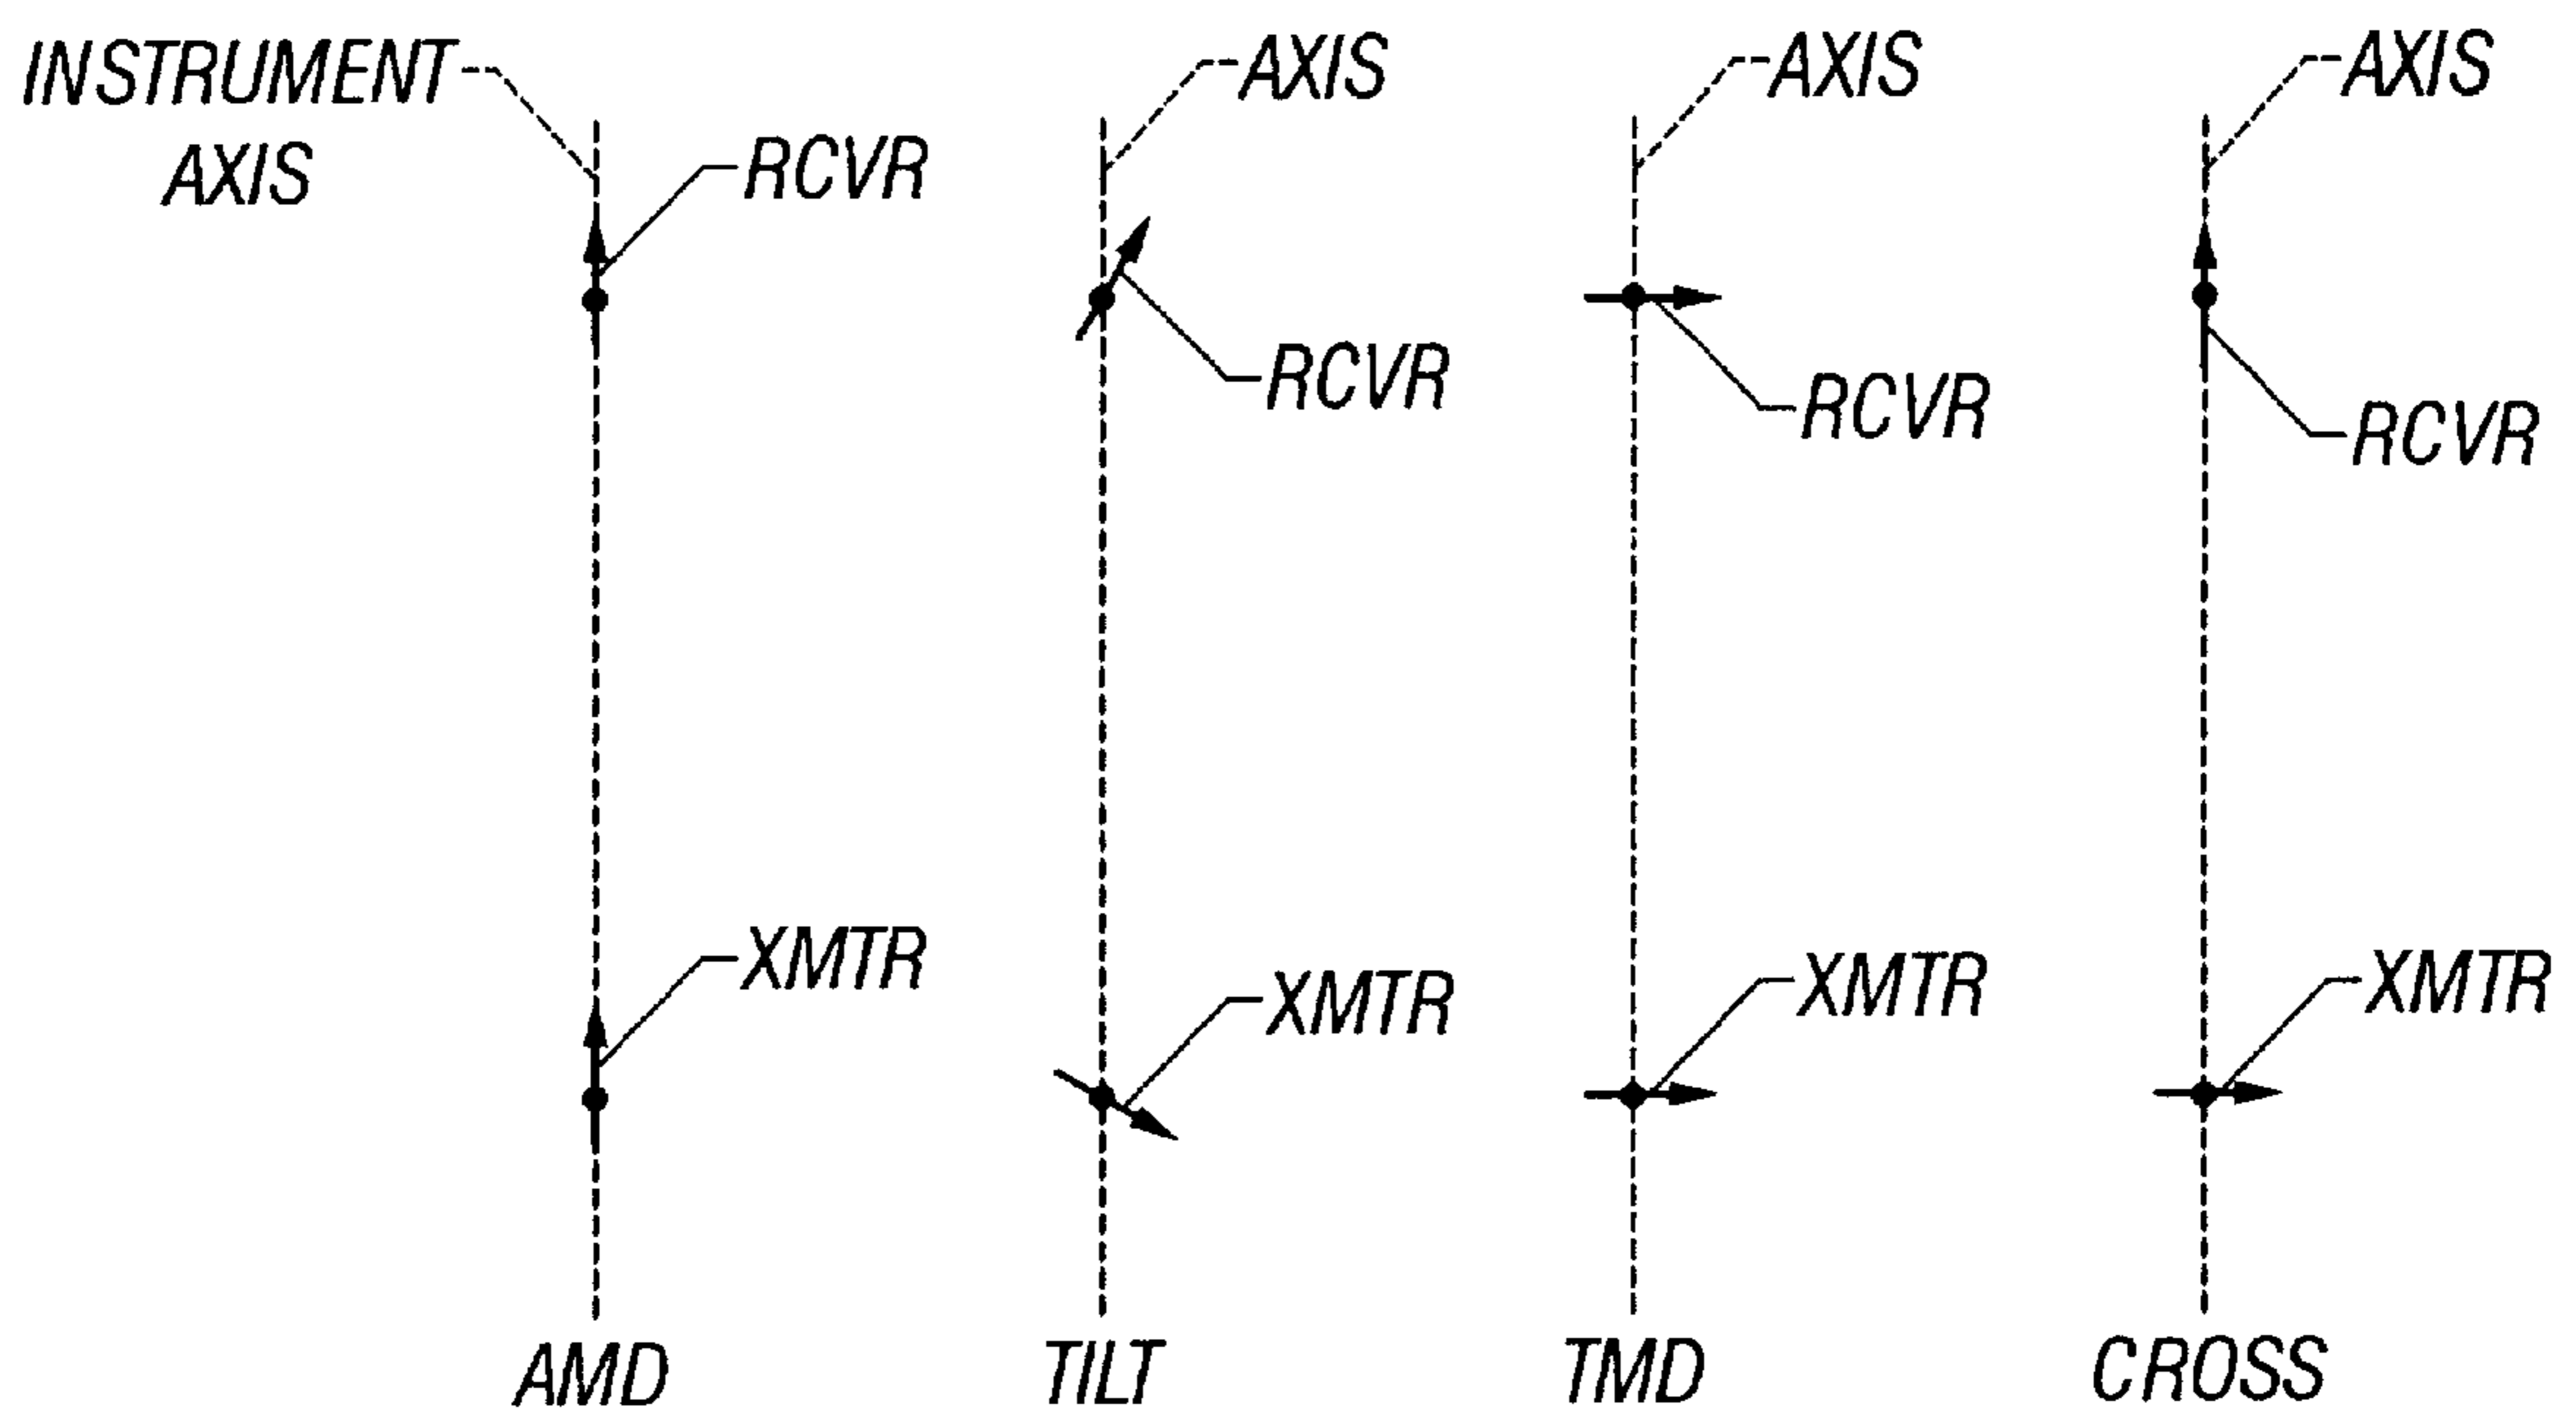 INSTRUMENT
AXIS
RCVR
XMTR
AMD
AXIS
RCVR
XMTR
TILT
AXIS
RCVR
XMTR
TMD
AXIS
RCVR
XMTR
CROSS